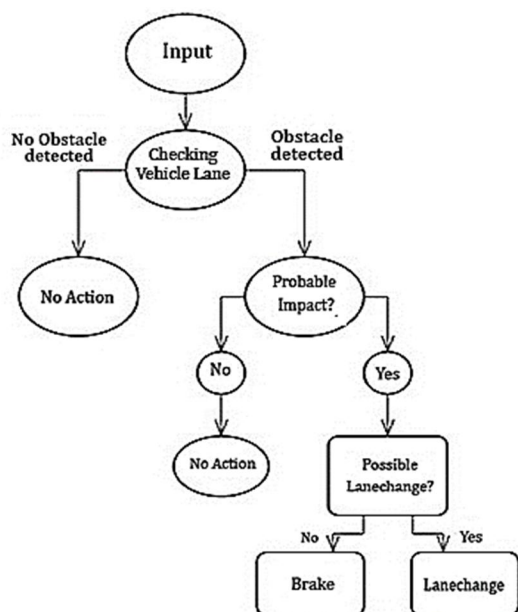 Input
No Obstacle
detected
Obstacle
detected
Checking
Vehicle Lane
No Action
Probable
Impact?
No
Yes
No Action
Possible
Lanechange?
No
Yes
Brake
Lanechange